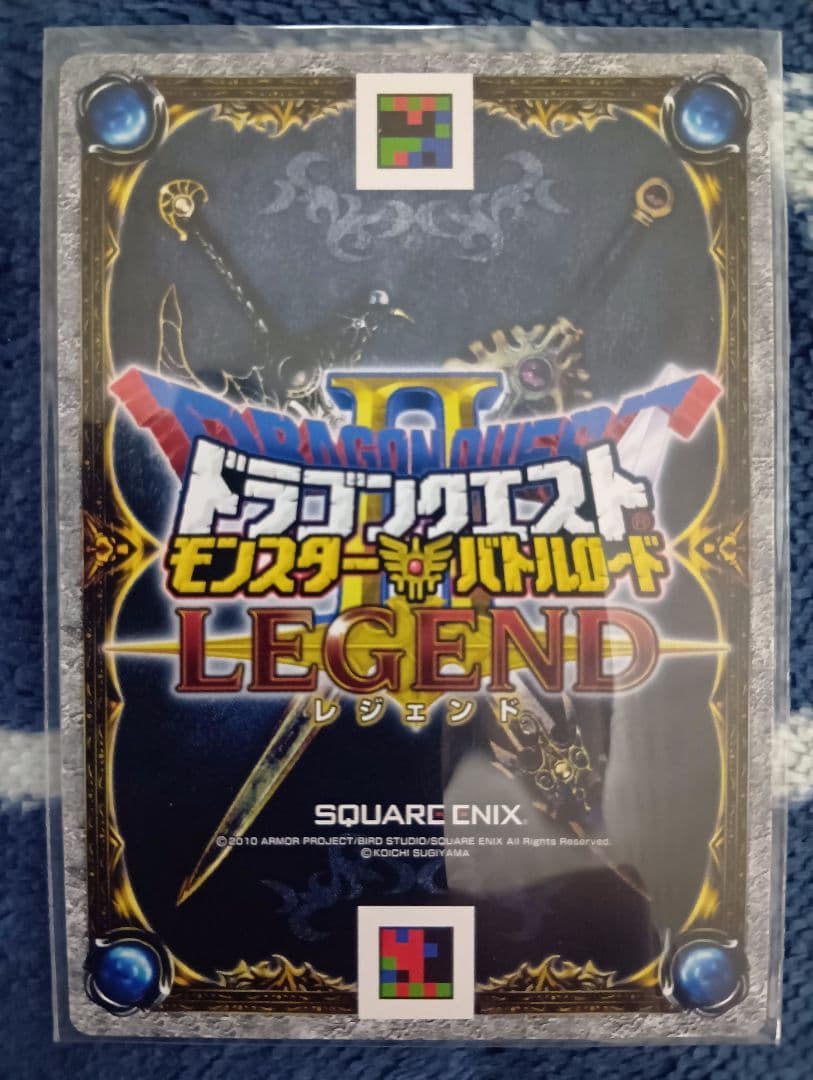 DRAGON QUEST
II
ドラゴンクエスト®
モンスターバトルロード
LEGEND
レジェンド
SQUARE ENIX®
©2010 ARMOR PROJECT/BIRD STUDIO/SQUARE ENIX All Rights Reserved.
©KOICHI SUGIYAMA